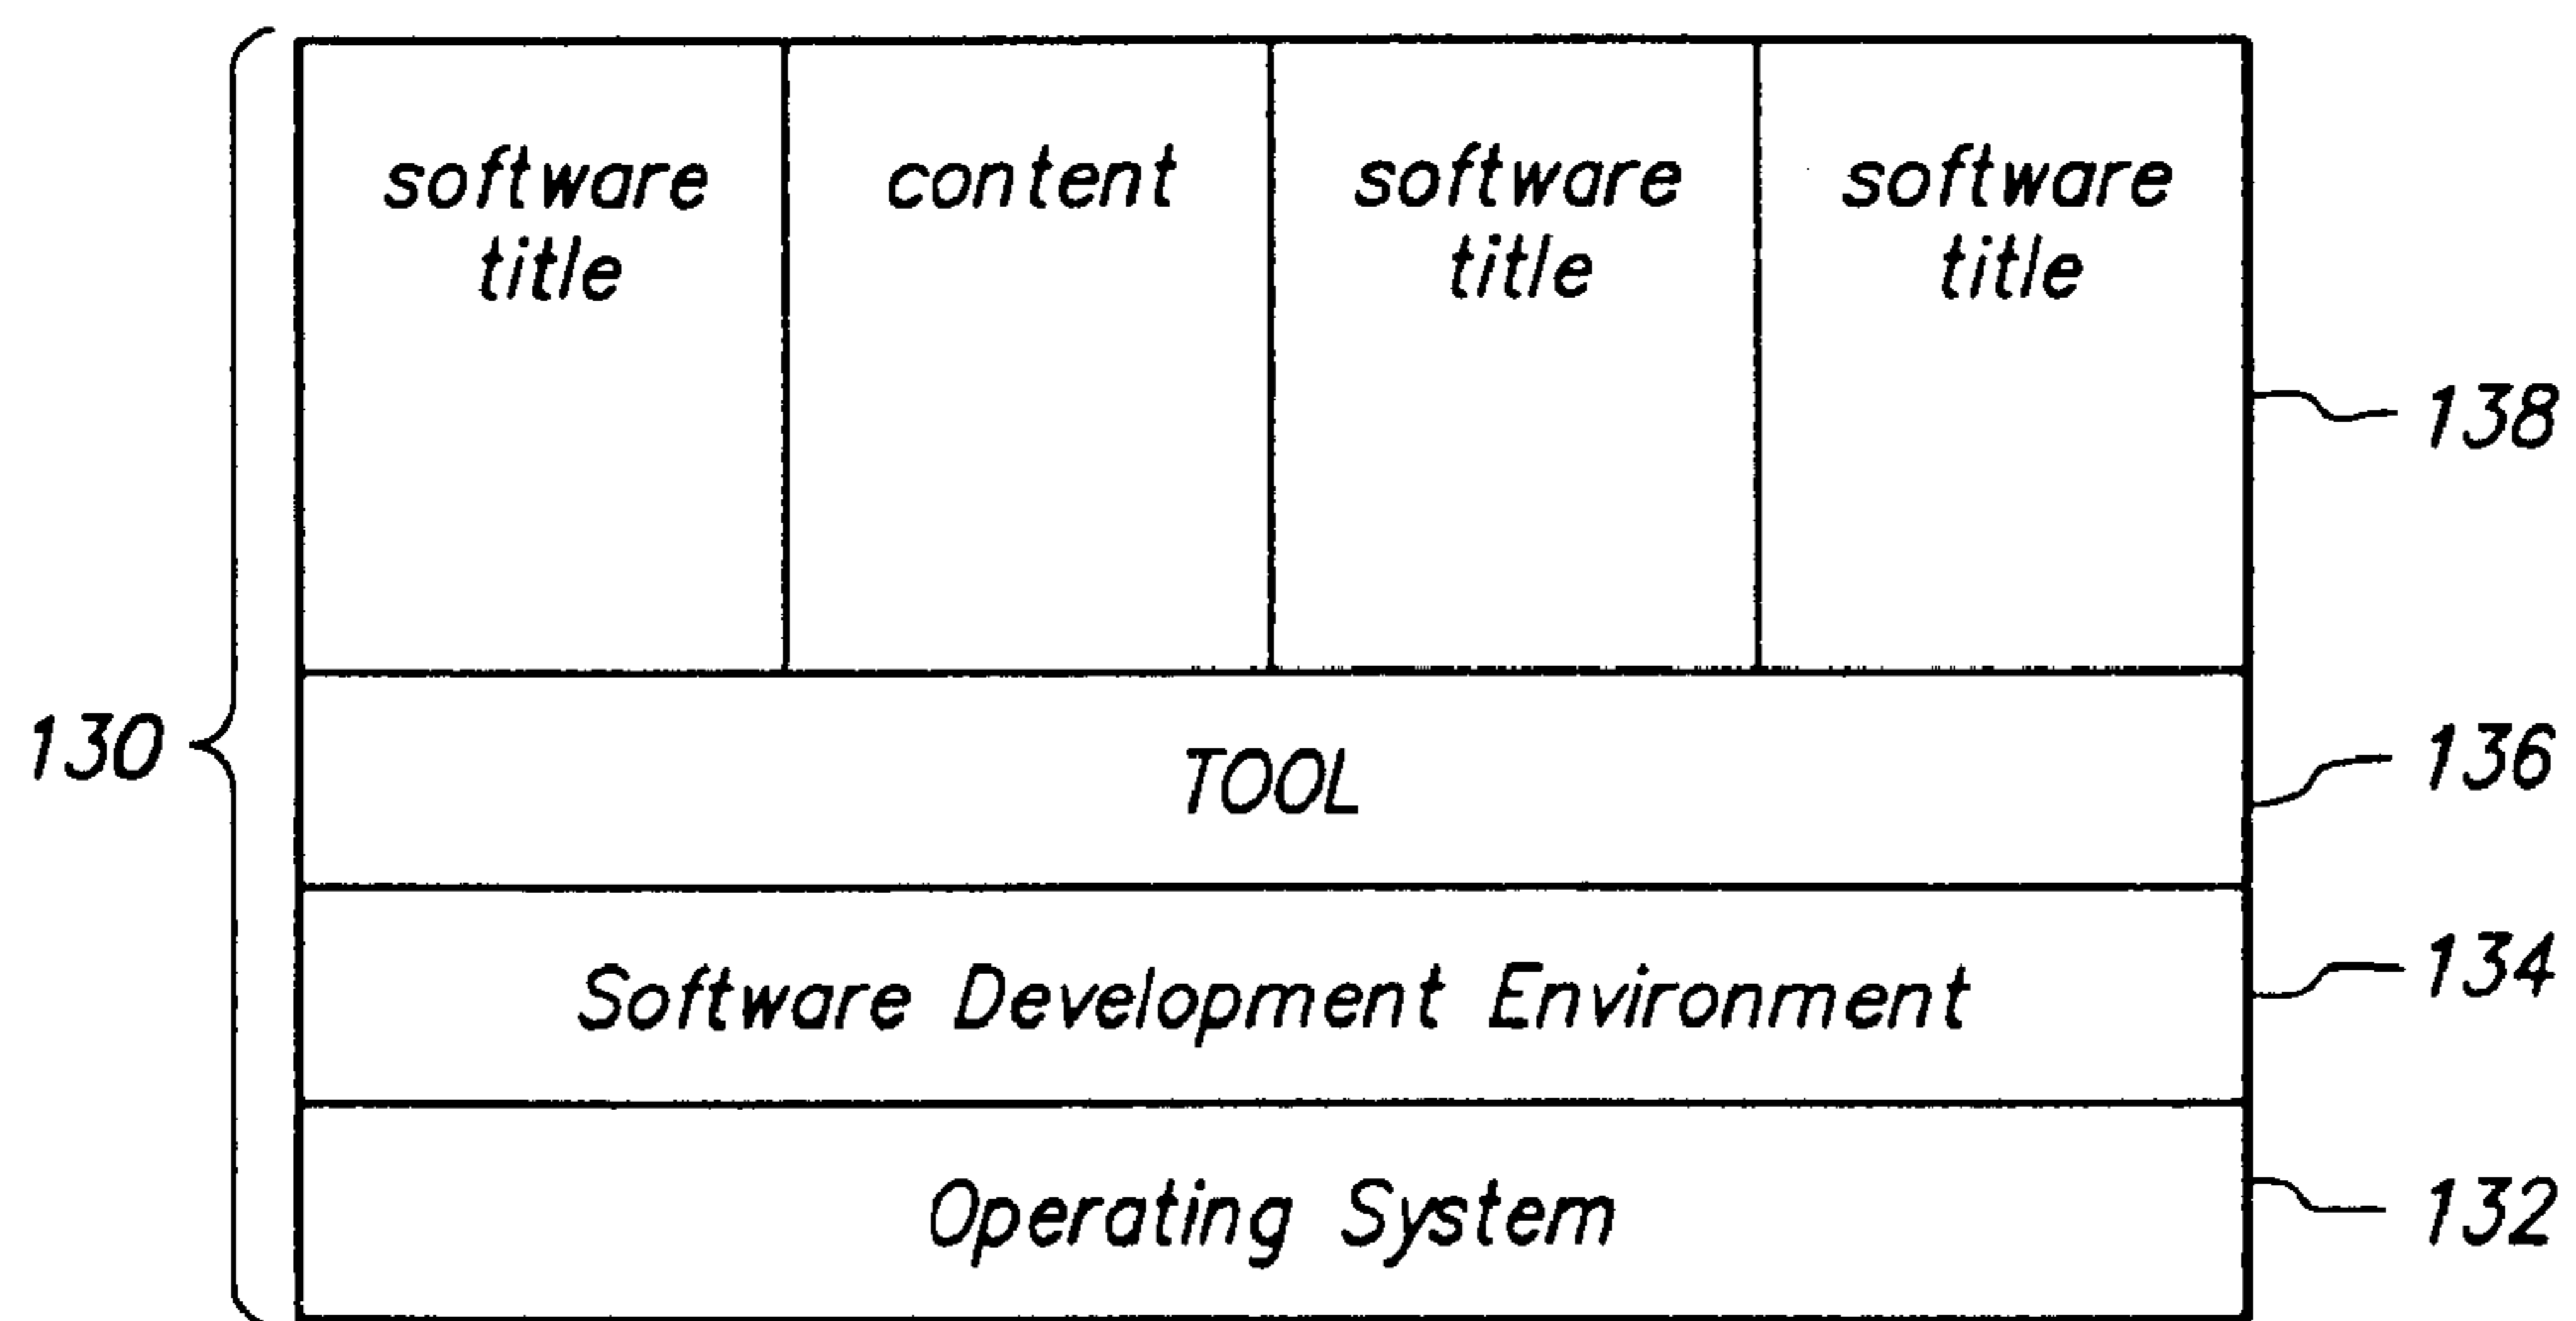 software title
content
software title
software title
138
130
TOOL
136
Software Development Environment
134
Operating System
132